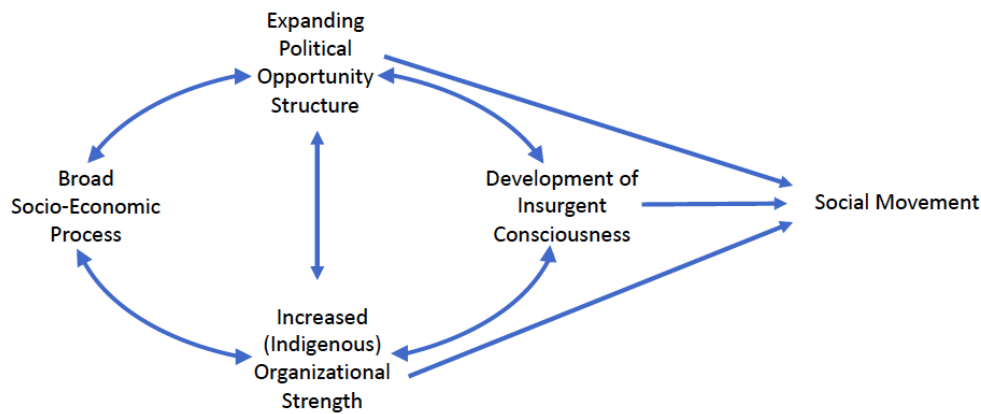 Expanding
Political
Opportunity
Structure
Broad
Socio-Economic
Process
Development of
Insurgent
Consciousness
Social Movement
Increased
(Indigenous)
Organizational
Strength